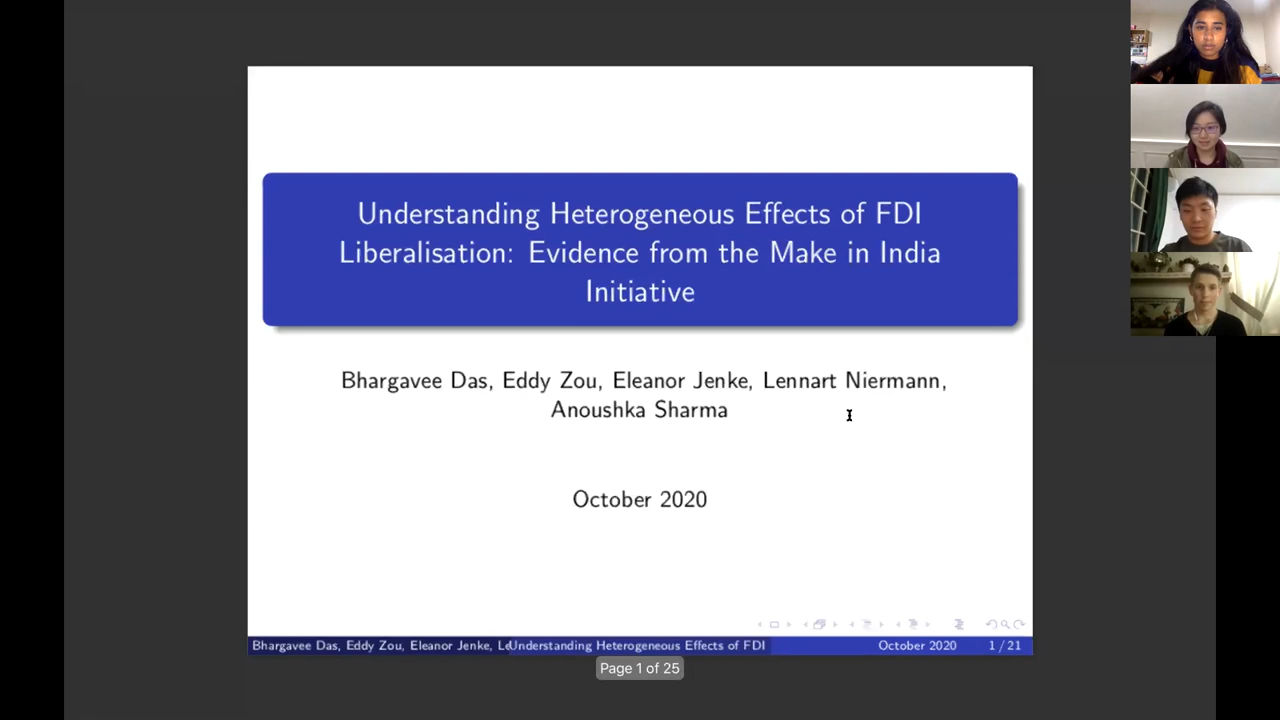 Understanding Heterogeneous Effects of FDI
Liberalisation: Evidence from the Make in India
Initiative
Bhargavee Das, Eddy Zou, Eleanor Jenke, Lennart Niermann,
Anoushka Sharma
October 2020
Bhargavee Das, Eddy Zou, Eleanor Jenke, Le Understanding Heterogeneous Effects of FDI October 2020 1 / 21
Page 1 of 25